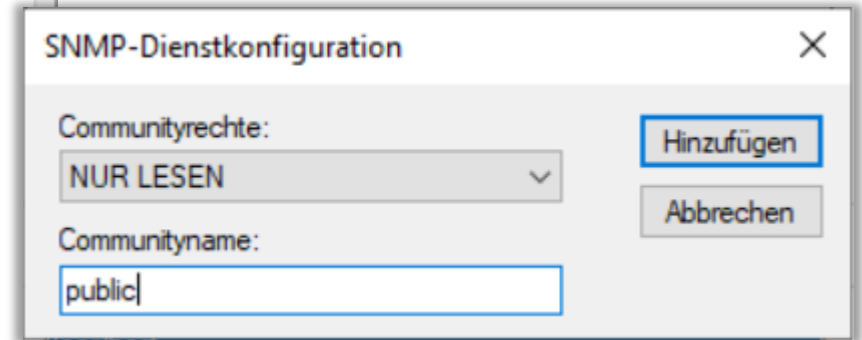 SNMP-Dienstkonfiguration
Communityrechte:
NUR LESEN
Hinzufügen
Abbrechen
Communityname:
public